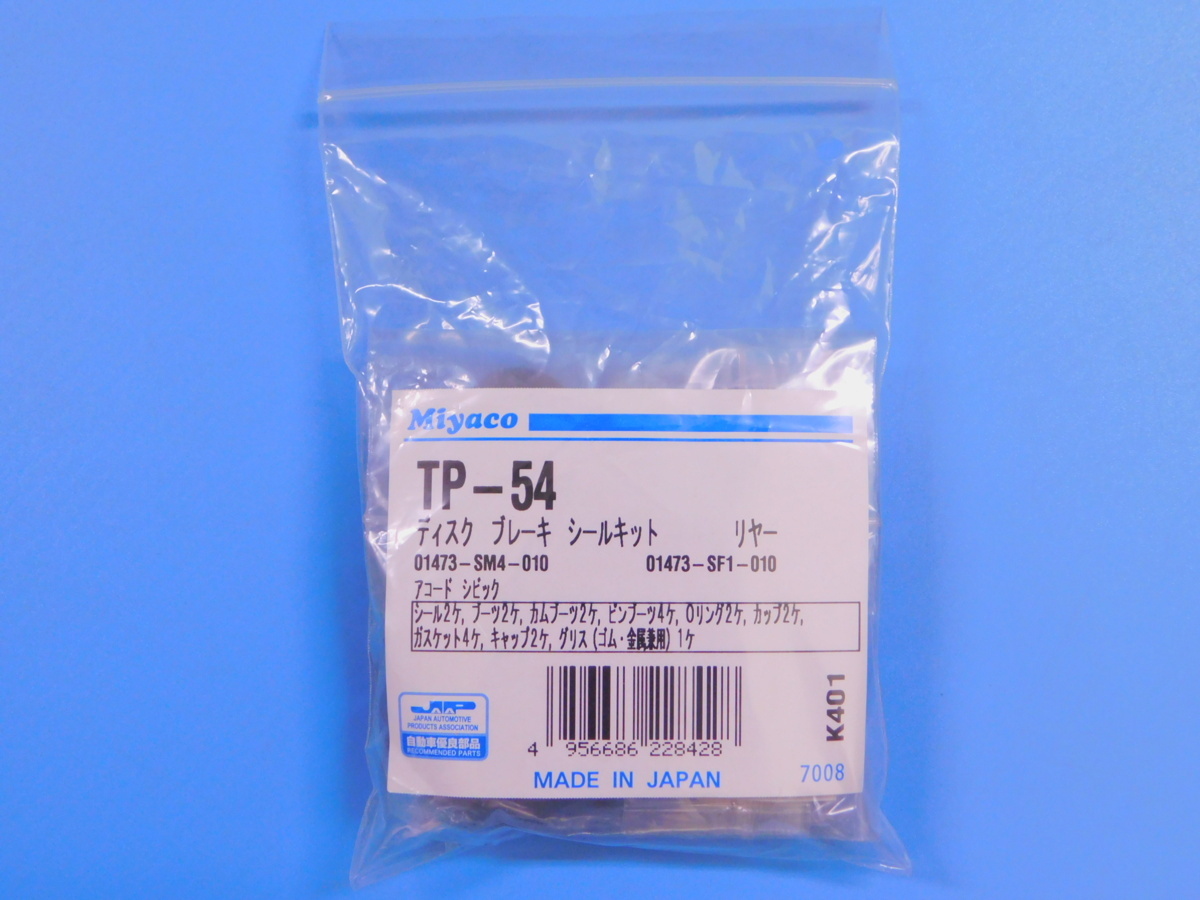 Miyaco
TP-54
ディスク ブレーキ シールキット リヤー
01473-SM4-010 01473-SF1-010
アコード シビック
シール2ケ, ブーツ2ケ, カムブーツ2ケ, ピンブーツ4ケ, Oリング2ケ, カップ2ケ,
ガスケット4ケ, キャップ2ケ, グリス(ゴム・金属兼用)1ケ
JAPA
JAPAN AUTOMOTIVE
PRODUCTS ASSOCIATION
自動車優良部品
RECOMMENDED PARTS
4 956686 228428
MADE IN JAPAN
7008
K401